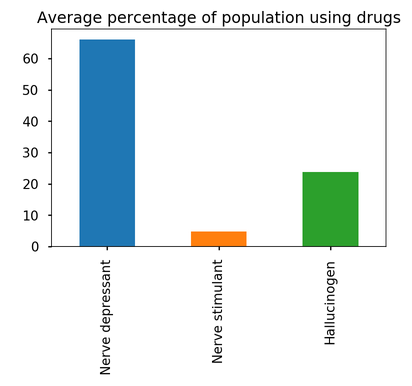 Average percentage of population using drugs
60
50
40
30
20
10
0
Nerve depressant
Nerve stimulant
Hallucinogen